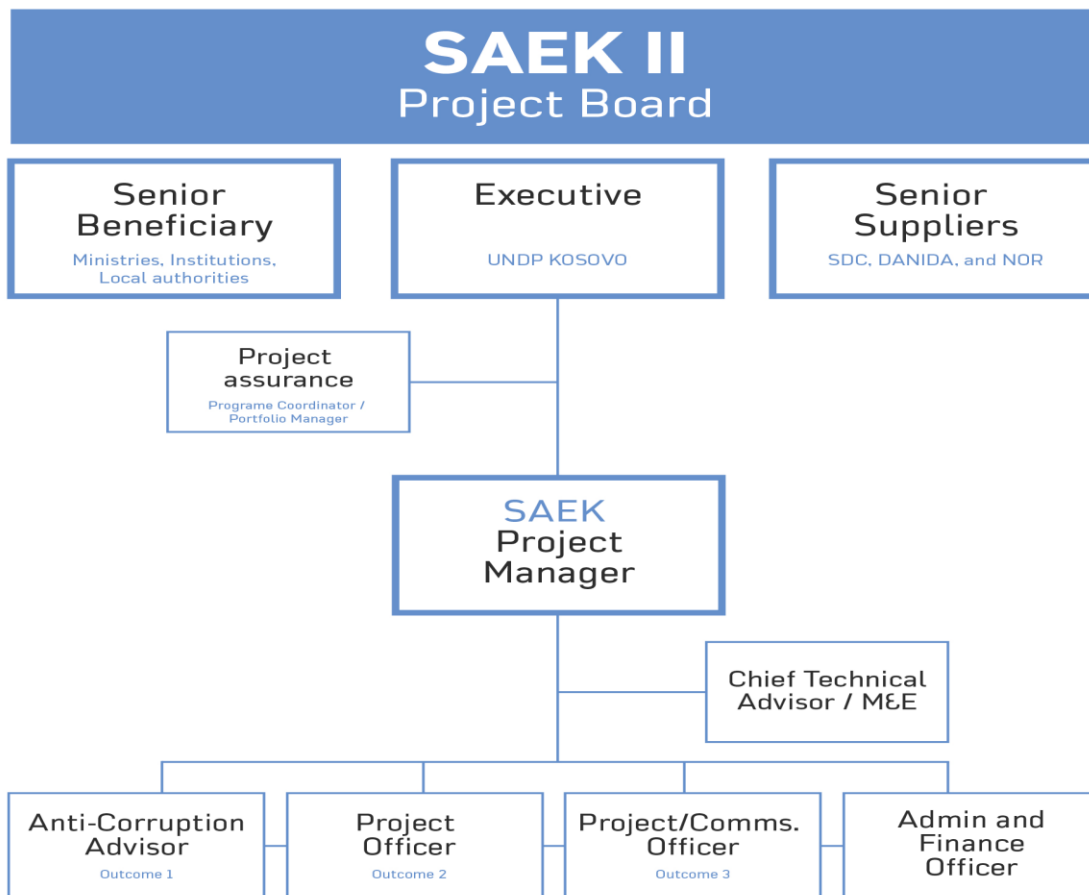 SAEK II
Project Board
Senior
Beneficiary
Ministries, Institutions,
Local authorities
Executive
UNDP KOSOVO
Senior
Suppliers
SDC, DANIDA, and NOR
Project
assurance
Programe Coordinator /
Portfolio Manager
SAEK
Project
Manager
Chief Technical
Advisor / M&E
Anti-Corruption
Advisor
Outcome 1
Project
Officer
Outcome 2
Project/Comms.
Officer
Outcome 3
Admin and
Finance
Officer